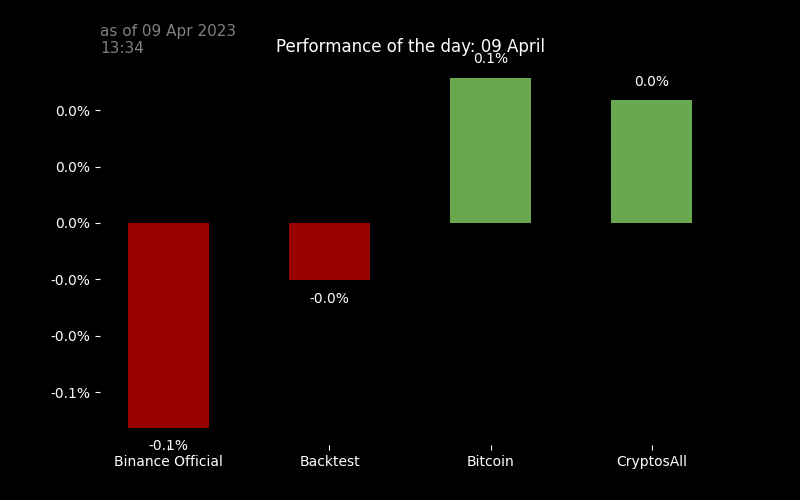 as of 09 Apr 2023
13:34
Performance of the day: 09 April
0.1%
0.0%
0.0%
0.0%
0.0%
-0.0%
-0.0%
-0.0%
-0.1%
-0.1%
Binance Official
Backtest
Bitcoin
CryptosAll